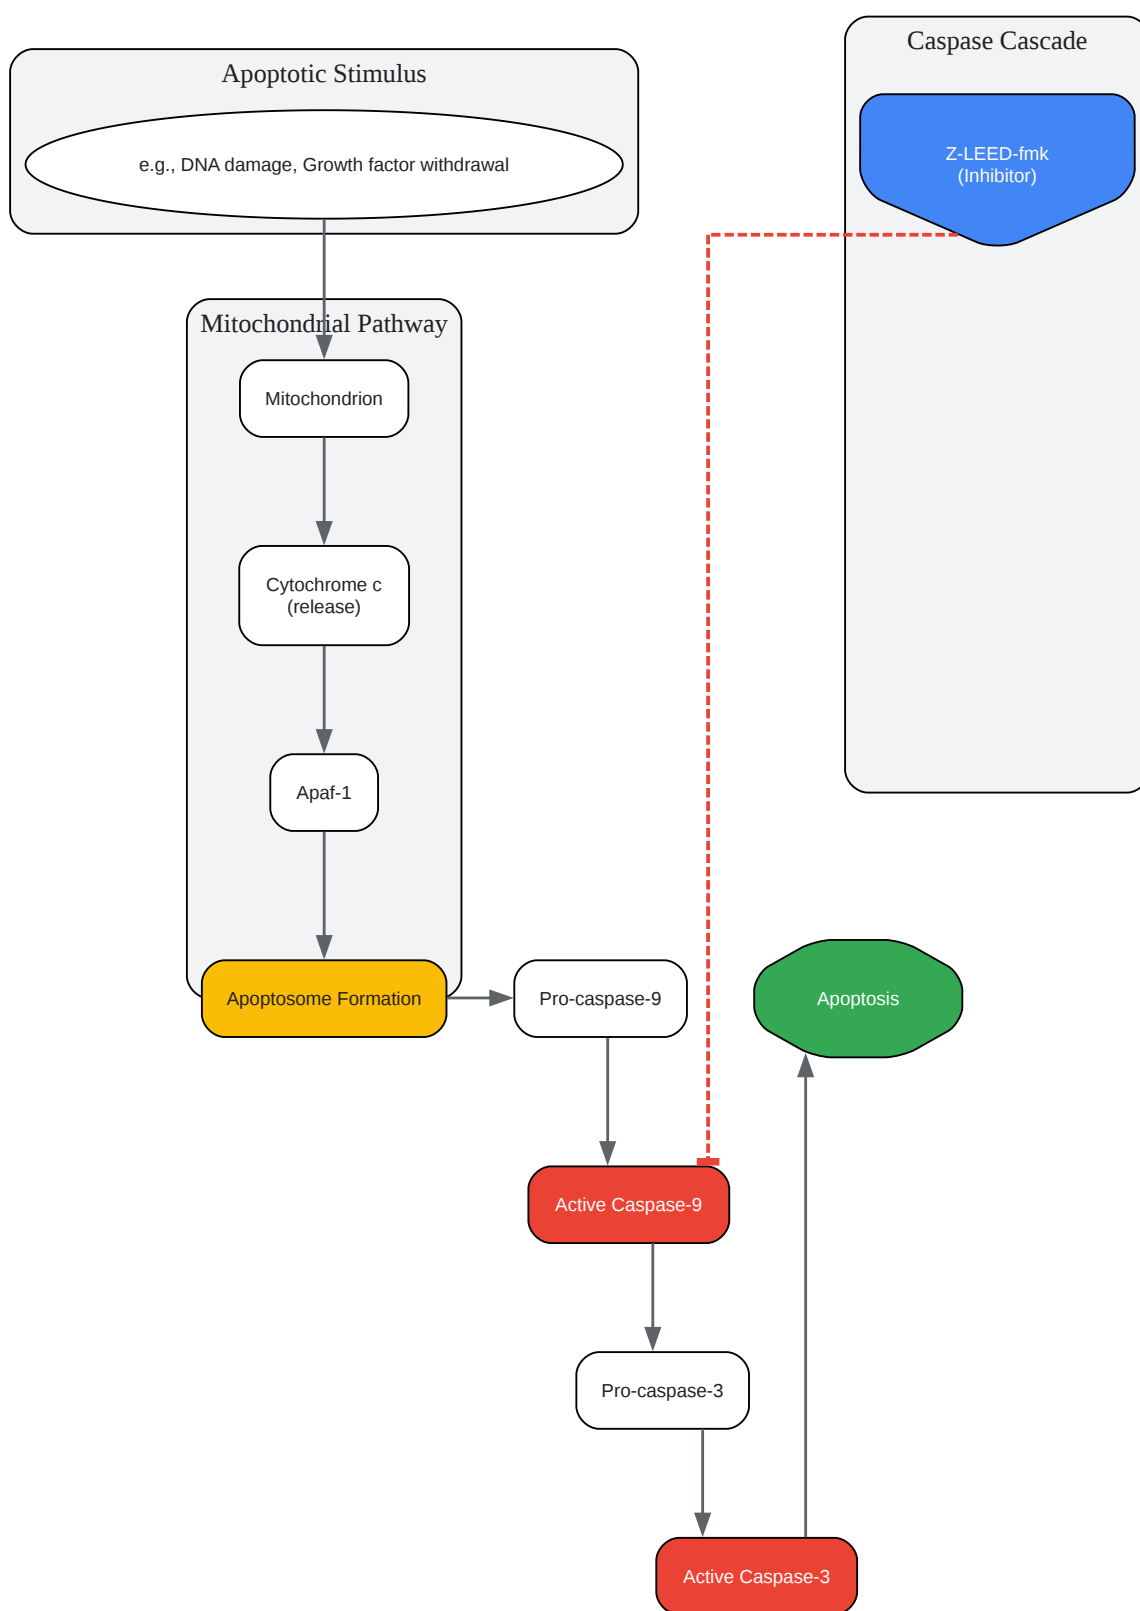 Apoptotic Stimulus
e.g., DNA damage, Growth factor withdrawal
Caspase Cascade
Z-LEED-fmk
(Inhibitor)
Mitochondrial Pathway
Mitochondrion
Cytochrome c
(release)
Apaf-1
Apoptosome Formation
Pro-caspase-9
Apoptosis
Active Caspase-9
Pro-caspase-3
Active Caspase-3